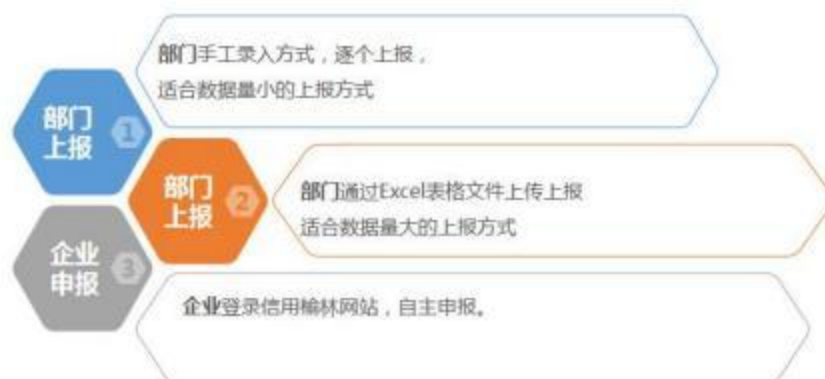 部门手工录入方式，逐个上报，
适合数据量小的上报方式
部门
上报
1
部门
上报
2
部门通过Excel表格文件上传上报
适合数据量大的上报方式
企业
申报
3
企业登录信用榆林网站，自主申报。